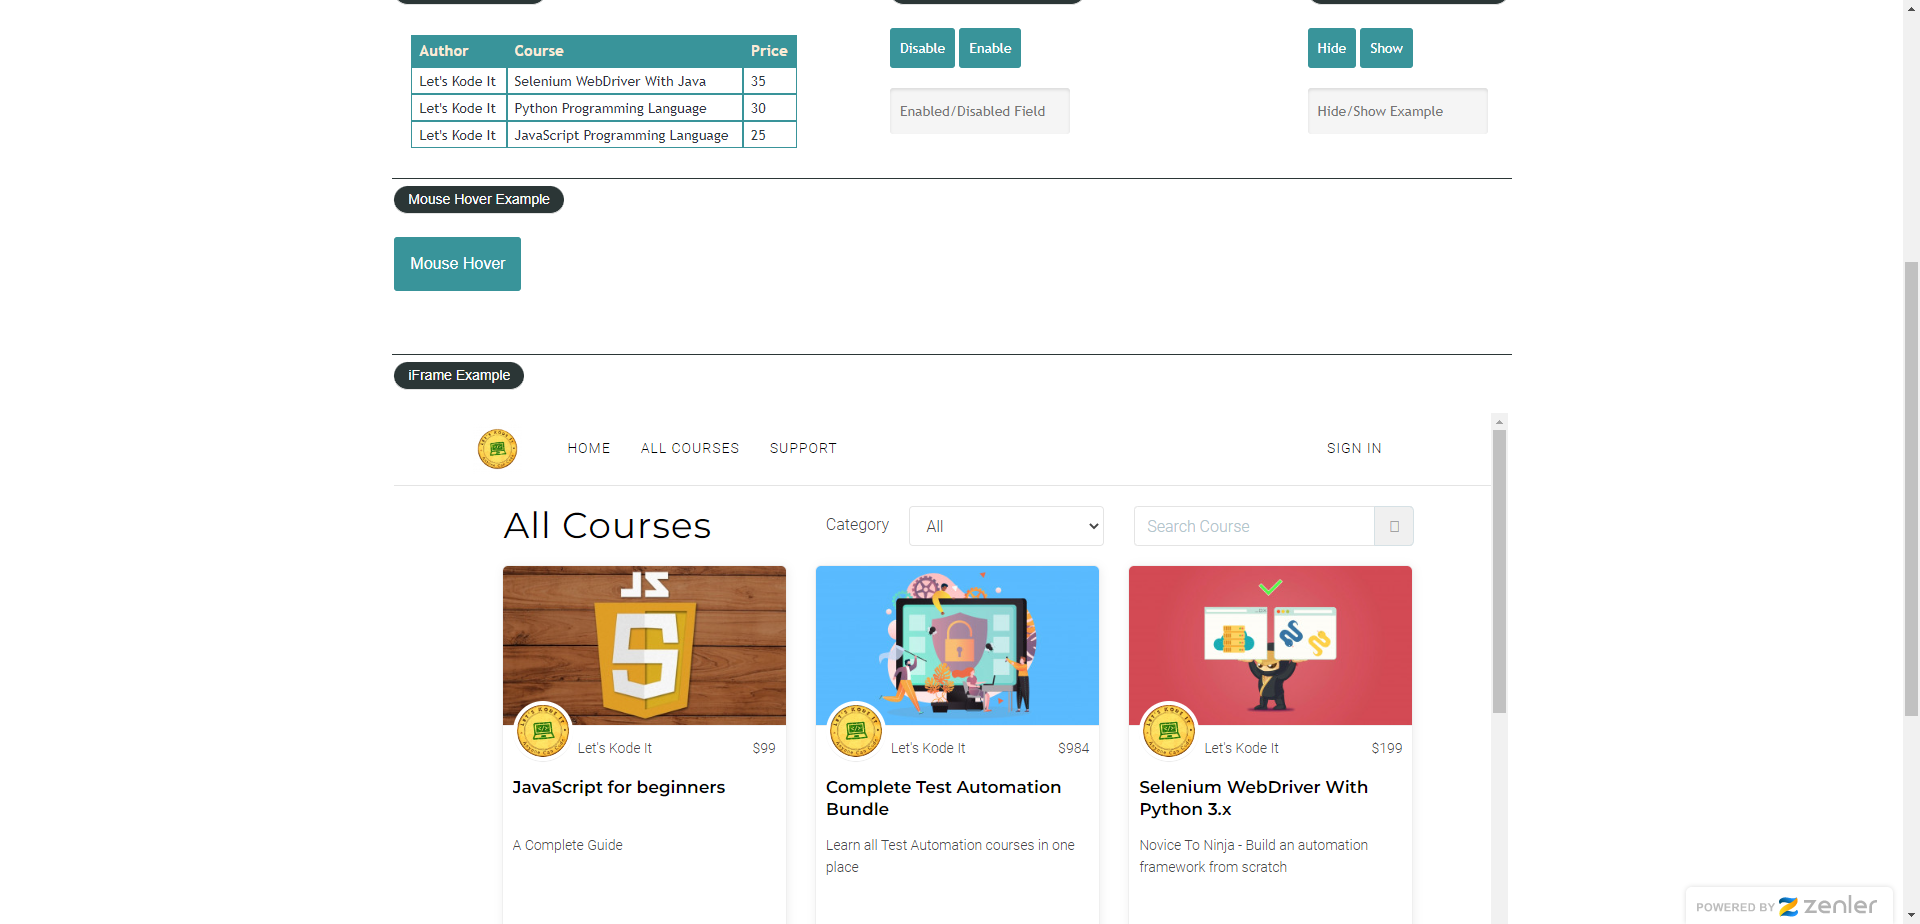 Author Course Price
Let's Kode It Selenium WebDriver With Java 35
Let's Kode It Python Programming Language 30
Let's Kode It JavaScript Programming Language 25
Disable Enable
Enabled/Disabled Field
Hide Show
Hide/Show Example
Mouse Hover Example
Mouse Hover
iFrame Example
HOME ALL COURSES SUPPORT SIGN IN
All Courses
Category All
Search Course
JS
Let's Kode It $99
JavaScript for beginners
A Complete Guide
Let's Kode It $984
Complete Test Automation
Bundle
Learn all Test Automation courses in one
place
Let's Kode It $199
Selenium WebDriver With
Python 3.x
Novice To Ninja - Build an automation
framework from scratch
POWERED BY zenler